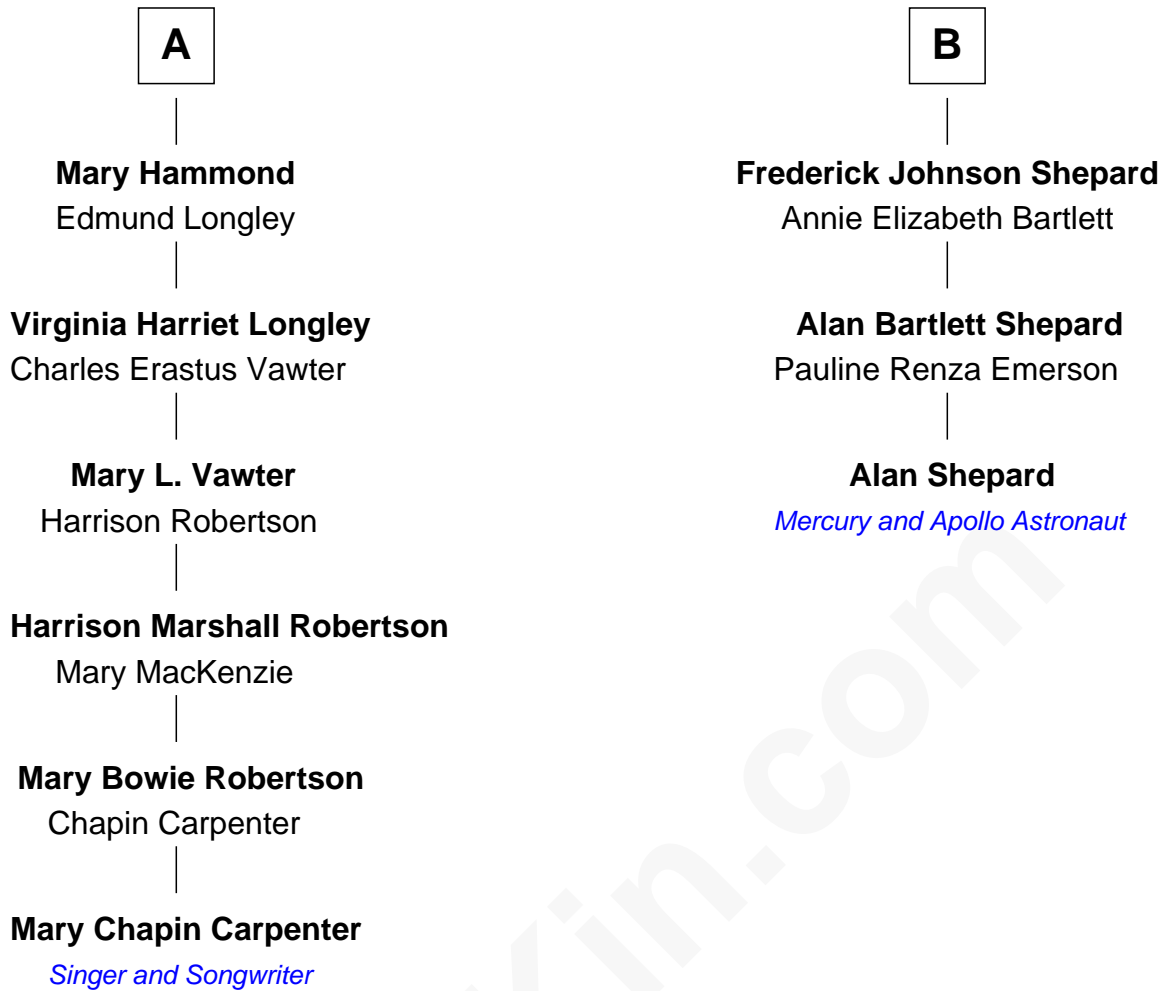 A
Mary Hammond
Edmund Longley
Virginia Harriet Longley
Charles Erastus Vawter
Mary L. Vawter
Harrison Robertson
Harrison Marshall Robertson
Mary MacKenzie
Mary Bowie Robertson
Chapin Carpenter
Mary Chapin Carpenter
Singer and Songwriter
B
Frederick Johnson Shepard
Annie Elizabeth Bartlett
Alan Bartlett Shepard
Pauline Renza Emerson
Alan Shepard
Mercury and Apollo Astronaut